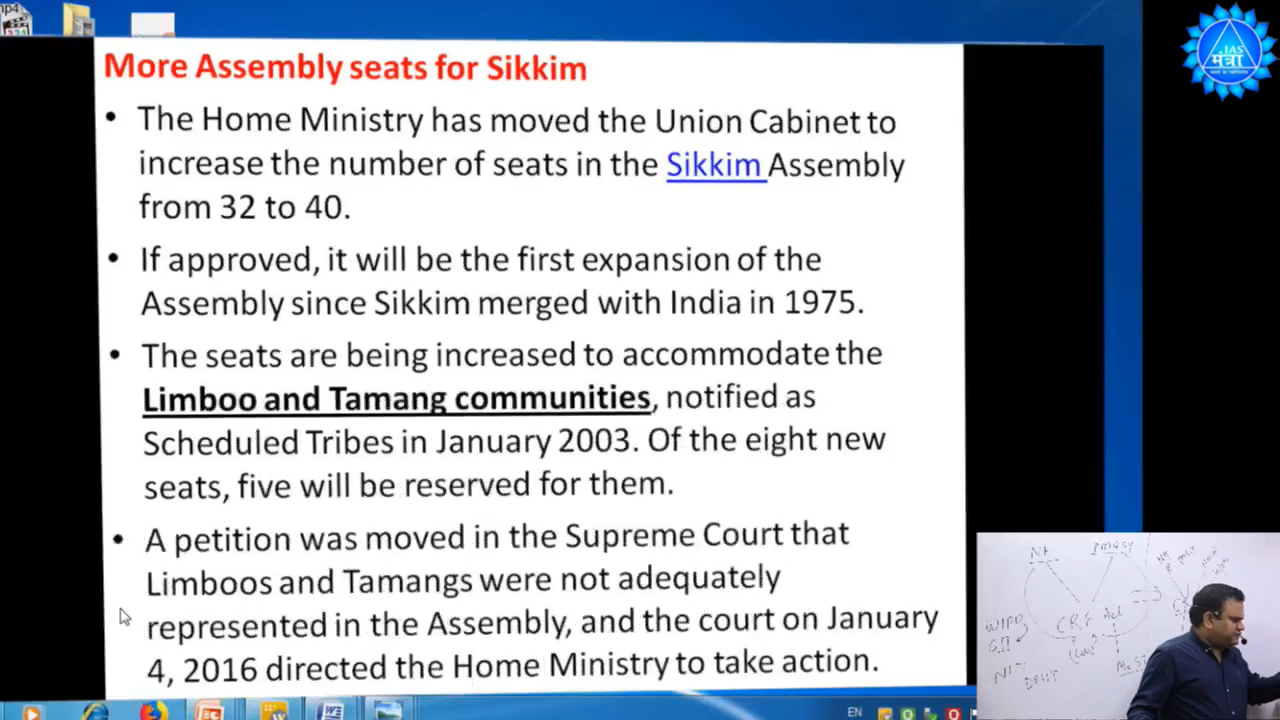 mp4
IAS
मंत्रा
More Assembly seats for Sikkim
• The Home Ministry has moved the Union Cabinet to
increase the number of seats in the Sikkim Assembly
from 32 to 40.
• If approved, it will be the first expansion of the
Assembly since Sikkim merged with India in 1975.
• The seats are being increased to accommodate the
Limboo and Tamang communities, notified as
Scheduled Tribes in January 2003. Of the eight new
seats, five will be reserved for them.
• A petition was moved in the Supreme Court that
Limboos and Tamangs were not adequately
represented in the Assembly, and the court on January
4, 2016 directed the Home Ministry to take action.
CRF Act
EN